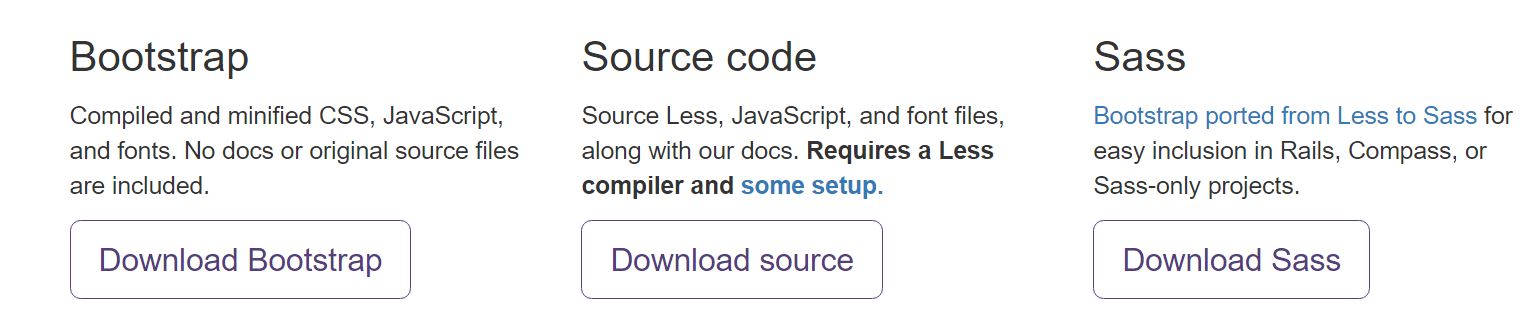 Bootstrap
Compiled and minified CSS, JavaScript,
and fonts. No docs or original source files
are included.
Download Bootstrap
Source code
Source Less, JavaScript, and font files,
along with our docs. Requires a Less
compiler and some setup.
Download source
Sass
Bootstrap ported from Less to Sass for
easy inclusion in Rails, Compass, or
Sass-only projects.
Download Sass